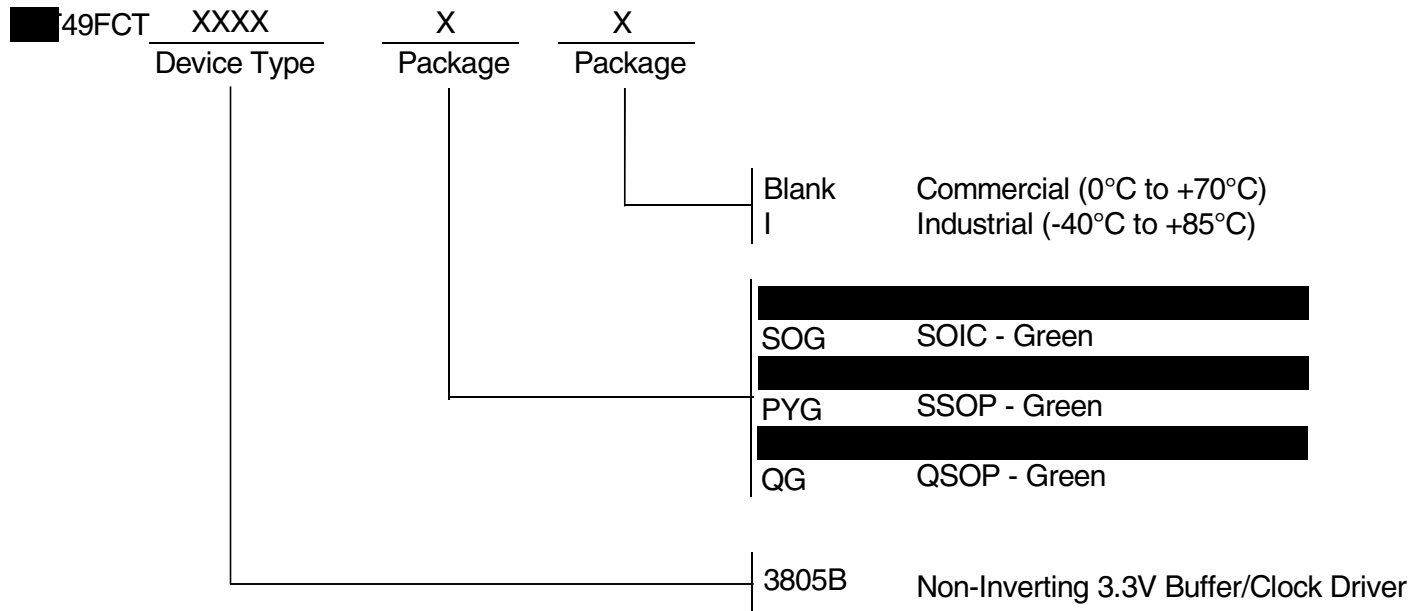 49FCT XXXX X X
Device Type Package Package
Blank Commercial (0°C to +70°C)
I Industrial (-40°C to +85°C)
SOG SOIC - Green
PYG SSOP - Green
QG QSOP - Green
3805B Non-Inverting 3.3V Buffer/Clock Driver